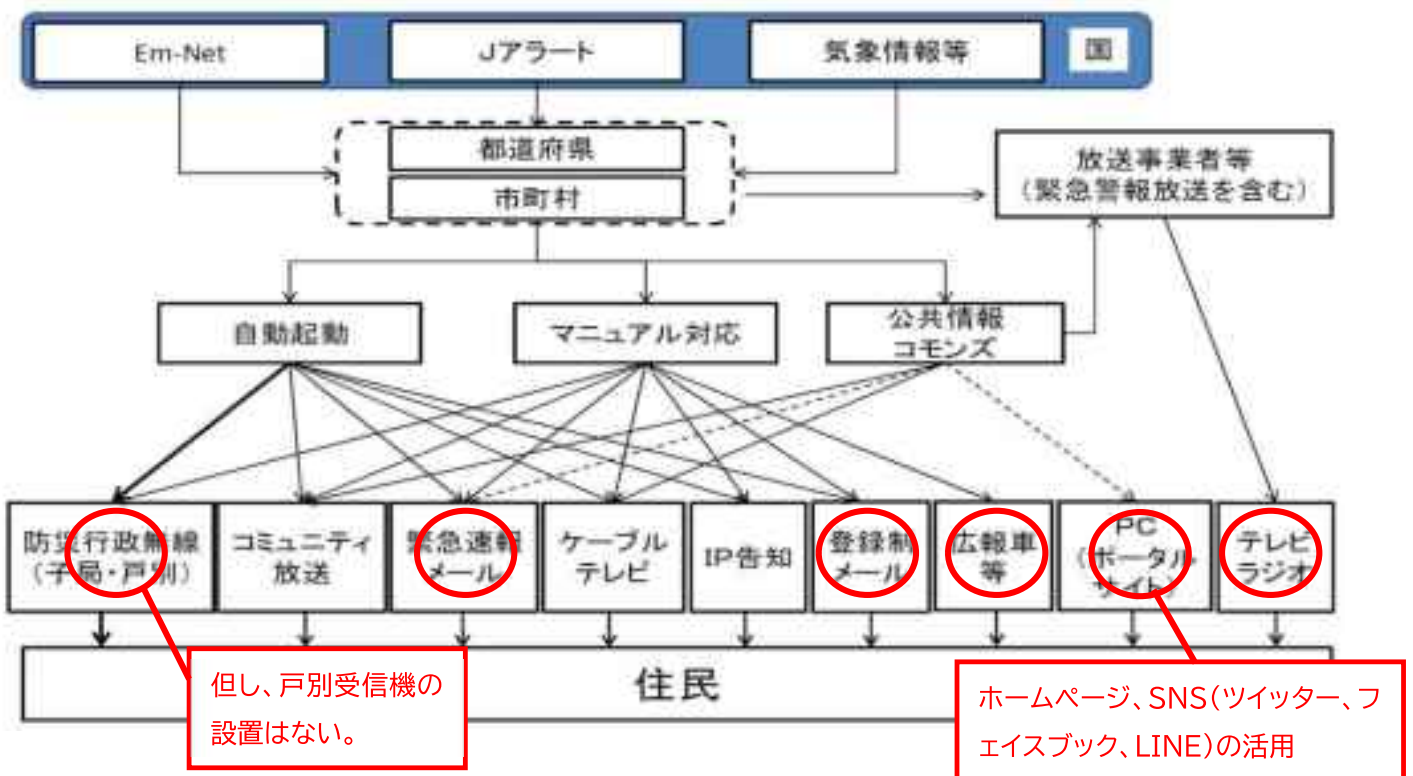 Em-Net
Jアラート
気象情報等
国
都道府県
市町村
放送事業者等
(緊急警報放送を含む)
自動起動
マニュアル対応
公共情報
コモンズ
防災行政無線
(子局・戸別)
コミュニティ
放送
緊急速報
メール
ケーブル
テレビ
IP告知
登録制
メール
広報車
等
PC
(ポータル
サイト)
テレビ
ラジオ
住民
但し、戸別受信機の
設置はない。
ホームページ、SNS(ツイッター、フ
ェイスブック、LINE)の活用